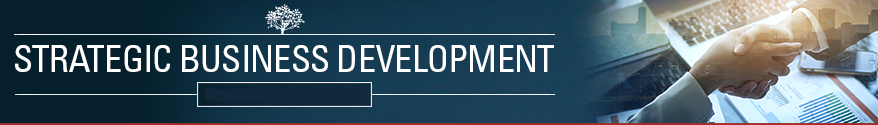 STRATEGIC BUSINESS DEVELOPMENT